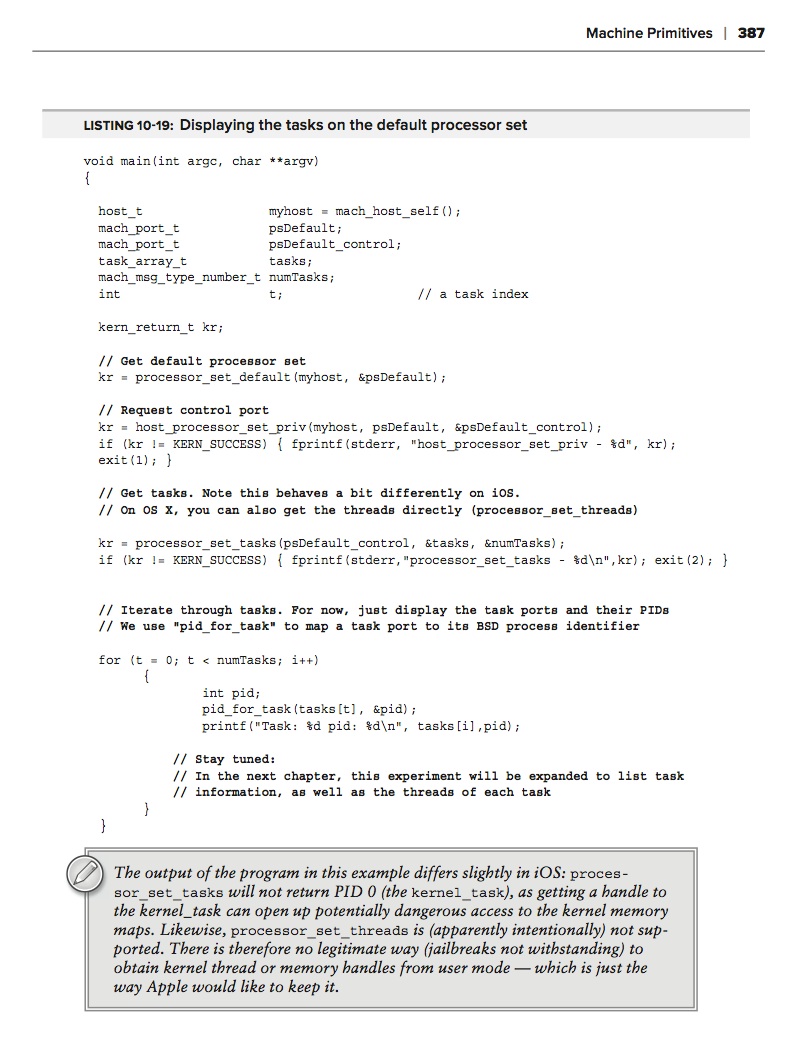 Machine Primitives | 387
LISTING 10-19: Displaying the tasks on the default processor set
void main(int argc, char **argv)
{
host_t myhost = mach_host_self();
mach_port_t psDefault;
mach_port_t psDefault_control;
task_array_t tasks;
mach_msg_type_number_t numTasks;
int t; // a task index
kern_return_t kr;
// Get default processor set
kr = processor_set_default(myhost, &psDefault);
// Request control port
kr = host_processor_set_priv(myhost, psDefault, &psDefault_control);
if (kr != KERN_SUCCESS) { fprintf(stderr, "host_processor_set_priv - %d", kr);
exit(1); }
// Get tasks. Note this behaves a bit differently on iOS.
// On OS X, you can also get the threads directly (processor_set_threads)
kr = processor_set_tasks(psDefault_control, &tasks, &numTasks);
if (kr != KERN_SUCCESS) { fprintf(stderr,"processor_set_tasks - %d\n",kr); exit(2); }
// Iterate through tasks. For now, just display the task ports and their PIDs
// We use "pid_for_task" to map a task port to its BSD process identifier
for (t = 0; t < numTasks; i++)
{
int pid;
pid_for_task(tasks[t], &pid);
printf("Task: %d pid: %d\n", tasks[i],pid);
// Stay tuned:
// In the next chapter, this experiment will be expanded to list task
// information, as well as the threads of each task
}
}
The output of the program in this example differs slightly in iOS: proces-
sor_set_tasks will not return PID 0 (the kernel_task), as getting a handle to
the kernel_task can open up potentially dangerous access to the kernel memory
maps. Likewise, processor_set_threads is (apparently intentionally) not sup-
ported. There is therefore no legitimate way (jailbreaks not withstanding) to
obtain kernel thread or memory handles from user mode — which is just the
way Apple would like to keep it.